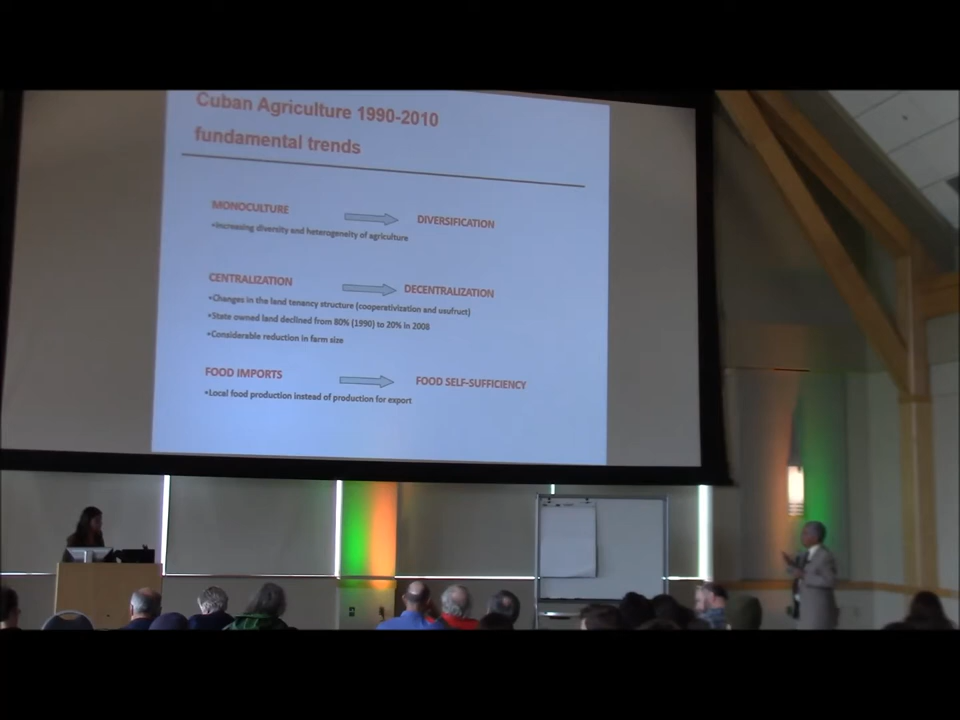 Cuban Agriculture 1990-2010
fundamental trends
MONOCULTURE
DIVERSIFICATION
•Increasing diversity and heterogeneity of agriculture
CENTRALIZATION
DECENTRALIZATION
•Changes in the land tenancy structure (cooperativization and usufruct)
•State owned land declined from 80% (1990) to 20% in 2008
•Considerable reduction in farm size
FOOD IMPORTS
FOOD SELF-SUFFICIENCY
•Local food production instead of production for export